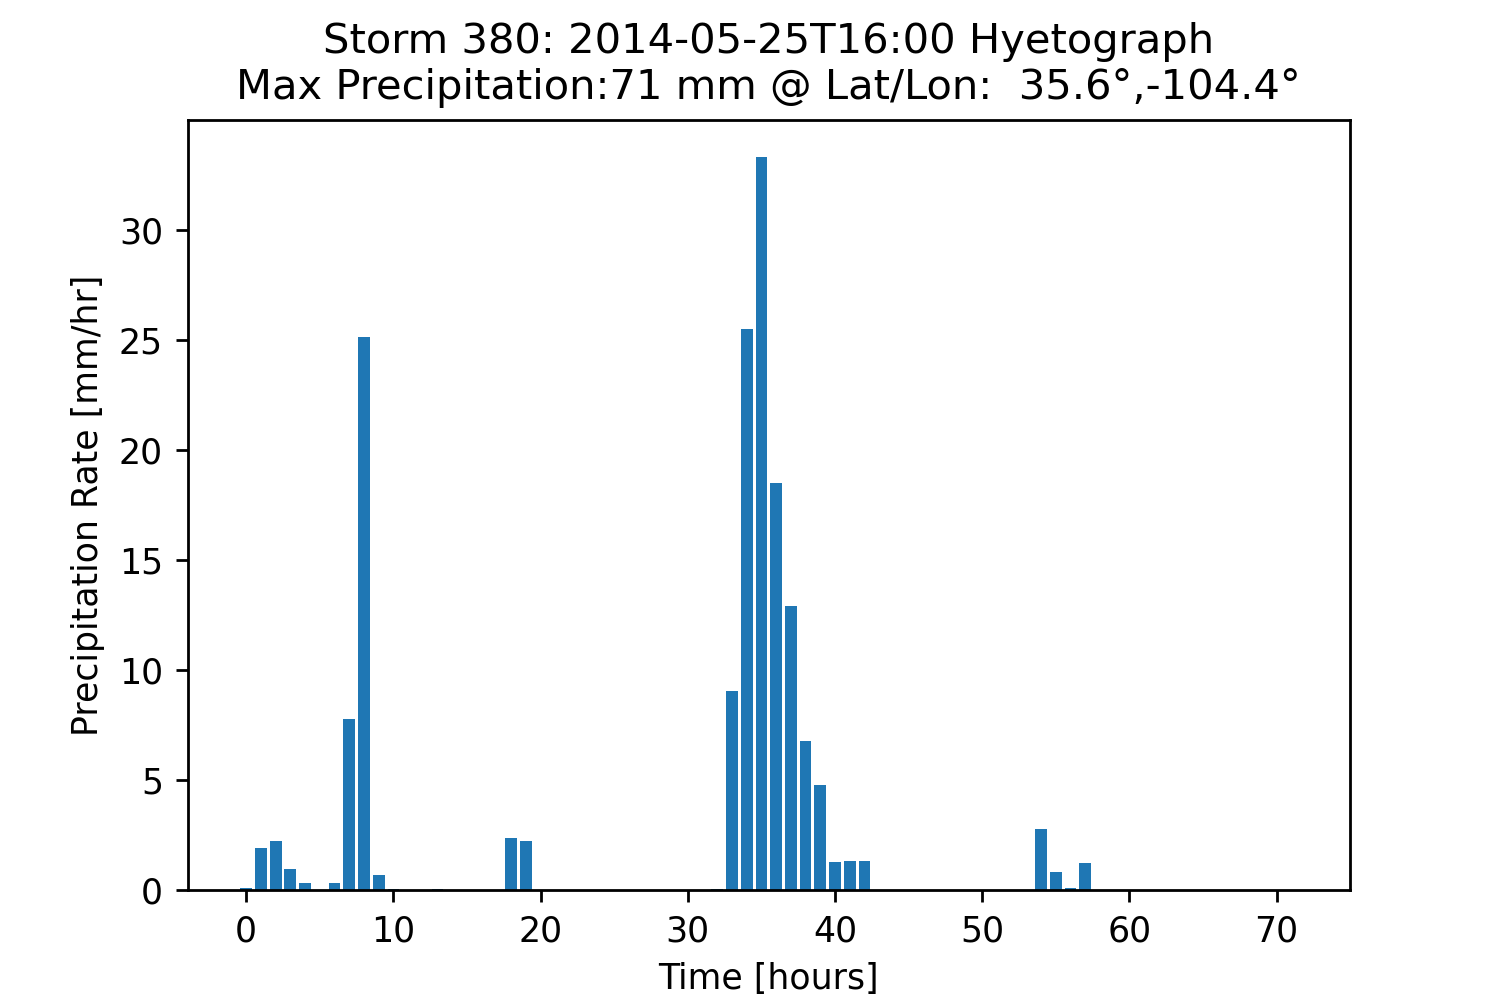 Storm 380: 2014-05-25T16:00 Hyetograph
Max Precipitation:71 mm @ Lat/Lon:  35.6°,-104.4°
Precipitation Rate [mm/hr]
30
25
20
15
10
5
0
0 10 20 30 40 50 60 70
Time [hours]